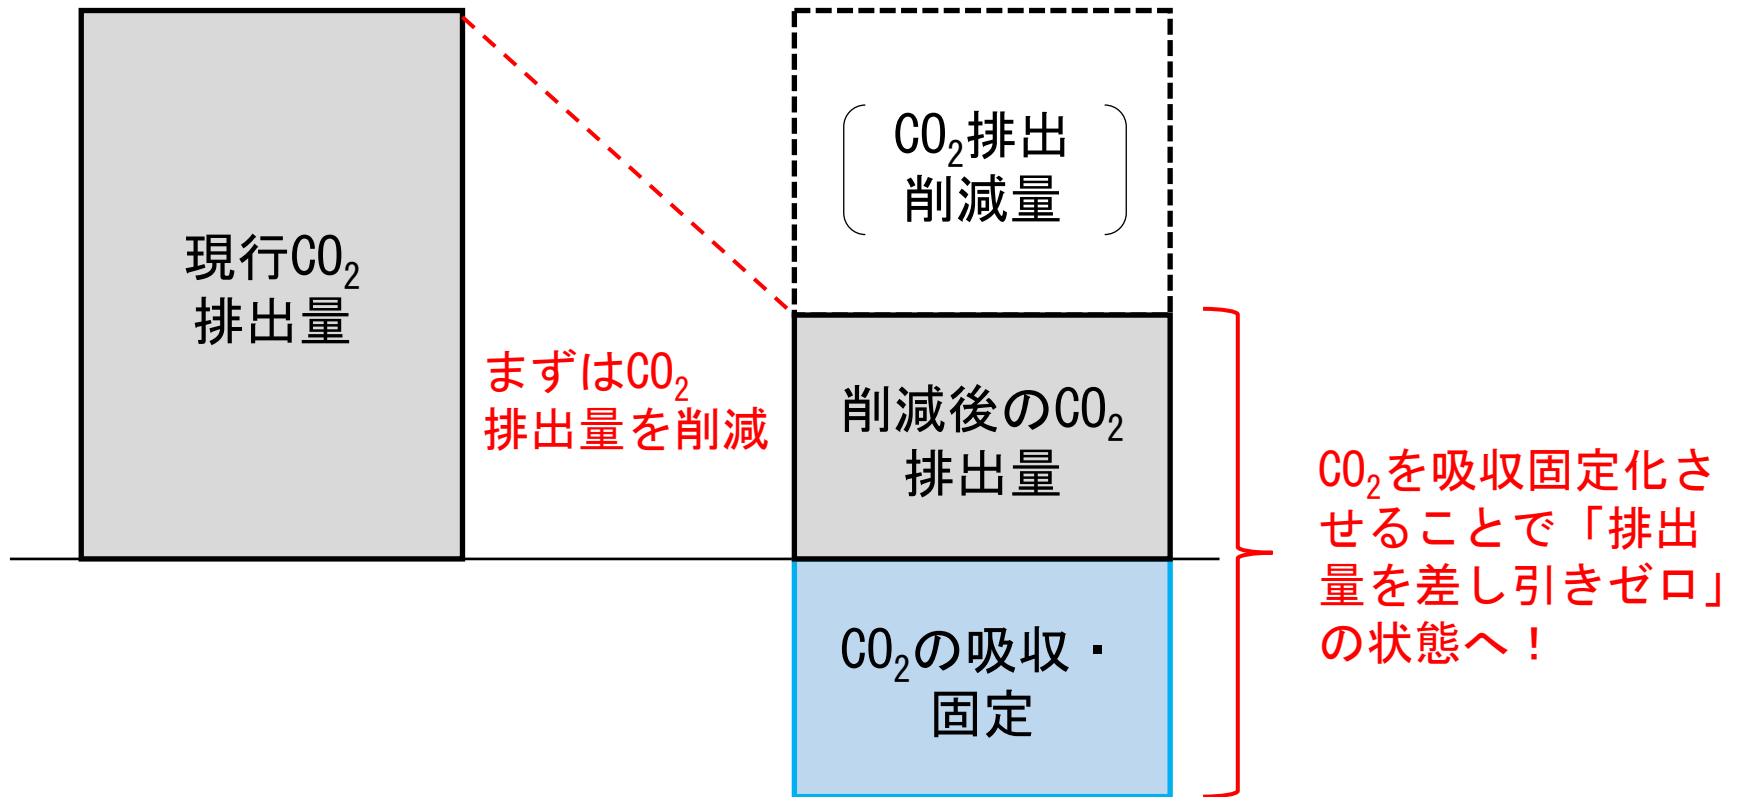 現行CO₂
排出量
まずはCO₂
排出量を削減
CO₂排出
削減量
削減後のCO₂
排出量
CO₂の吸収・
固定
CO₂を吸収固定化さ
せることで「排出
量を差し引きゼロ」
の状態へ！